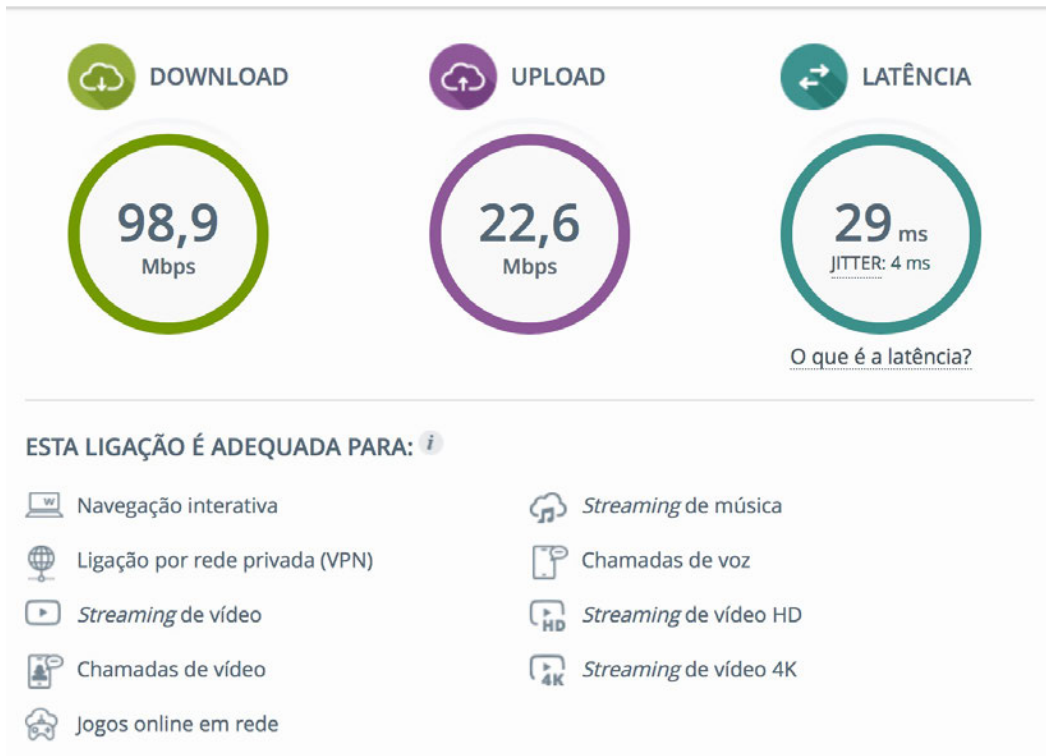 DOWNLOAD
UPLOAD
LATÊNCIA
98,9
Mbps
22,6
Mbps
29 ms
JITTER: 4 ms
O que é a latência?
ESTA LIGAÇÃO É ADEQUADA PARA: i
W
Navegação interativa
Streaming de música
Ligação por rede privada (VPN)
Chamadas de voz
Streaming de vídeo
HD
Streaming de vídeo HD
Chamadas de vídeo
4K
Streaming de vídeo 4K
Jogos online em rede